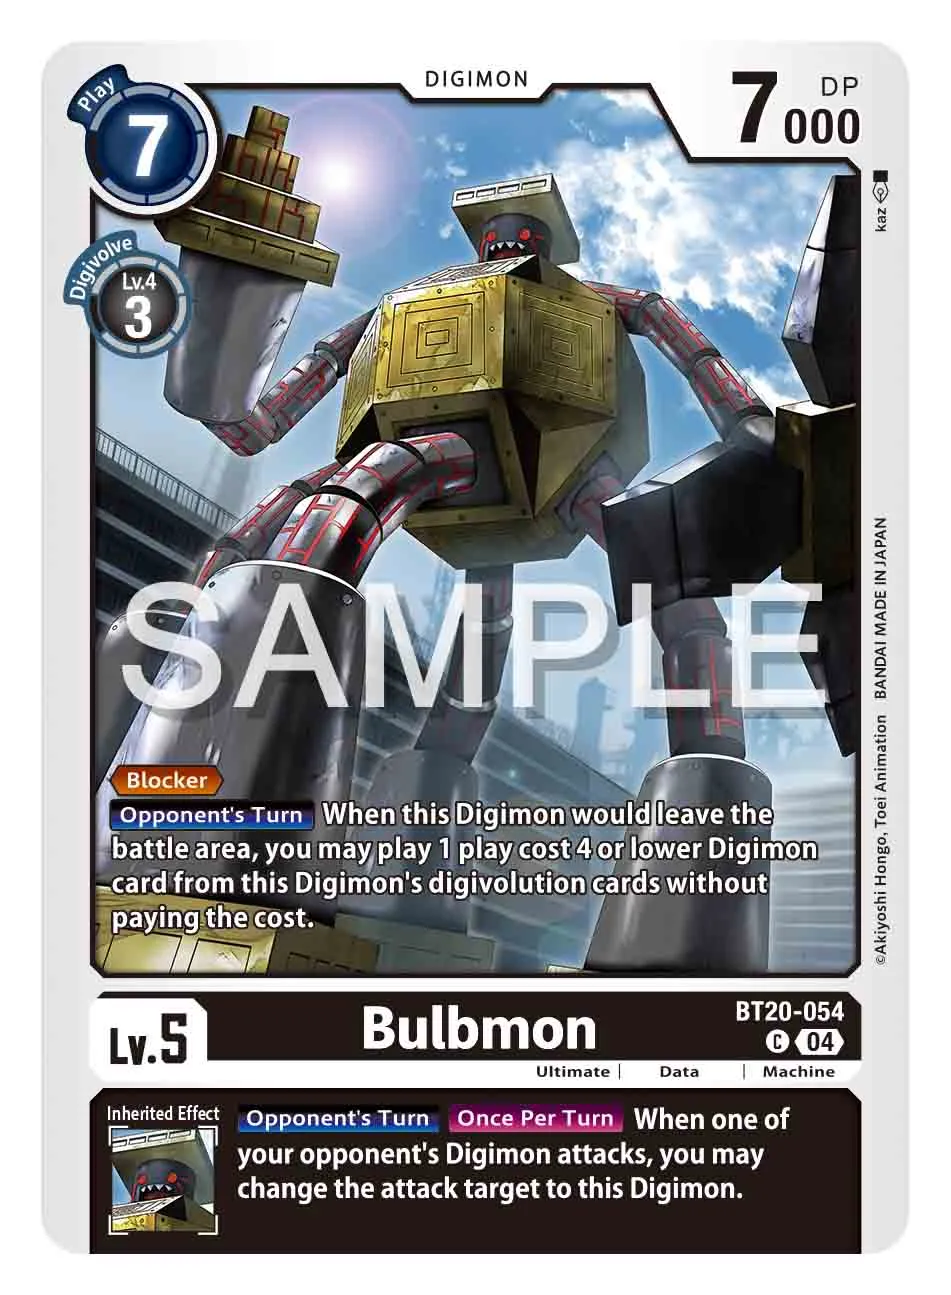 DIGIMON
Play
7
7000
DP
kaz
Digivolve
Lv.4
3
SAMPLE
Blocker
Opponent's Turn When this Digimon would leave the
battle area, you may play 1 play cost 4 or lower Digimon
card from this Digimon's digivolution cards without
paying the cost.
©Akiyoshi Hongo, Toei Animation BANDAI MADE IN JAPAN
Lv.5
Bulbmon
BT20-054
C 04
Ultimate | Data | Machine
Inherited Effect
Opponent's Turn Once Per Turn When one of
your opponent's Digimon attacks, you may
change the attack target to this Digimon.